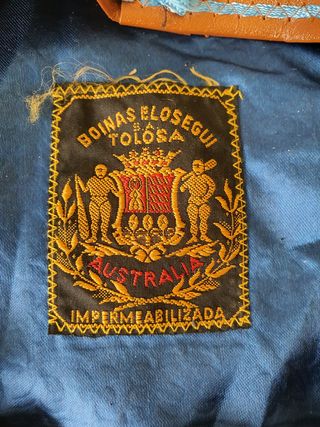 BOINAS ELOSEGUI
S.A.
TOLOSA
AUSTRALIA
IMPERMEABILIZADA